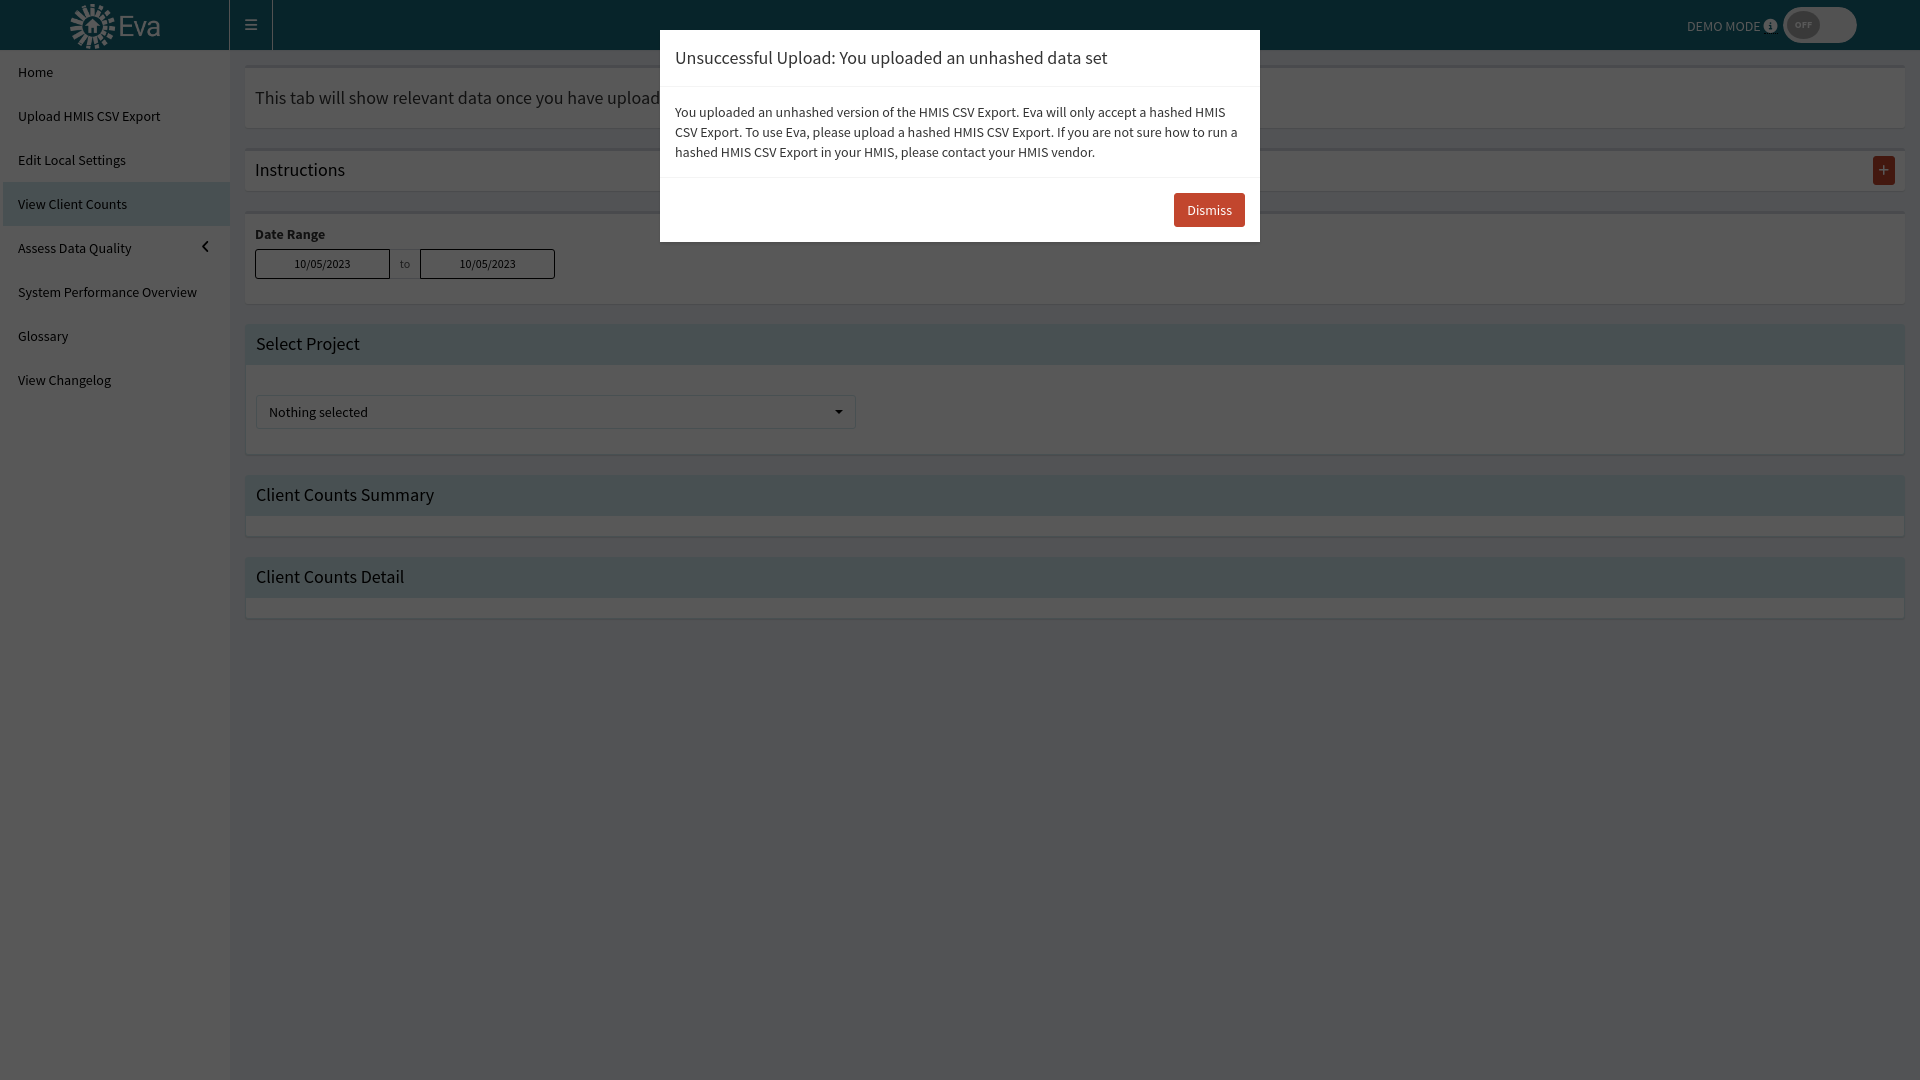 Eva
DEMO MODE
OFF
Unsuccessful Upload: You uploaded an unhashed data set
You uploaded an unhashed version of the HMIS CSV Export. Eva will only accept a hashed HMIS
CSV Export. To use Eva, please upload a hashed HMIS CSV Export. If you are not sure how to run a
hashed HMIS CSV Export in your HMIS, please contact your HMIS vendor.
Dismiss
Home
Upload HMIS CSV Export
Edit Local Settings
View Client Counts
Assess Data Quality
System Performance Overview
Glossary
View Changelog
This tab will show relevant data once you have upload
Instructions
+
Date Range
10/05/2023 to 10/05/2023
Select Project
Nothing selected
Client Counts Summary
Client Counts Detail